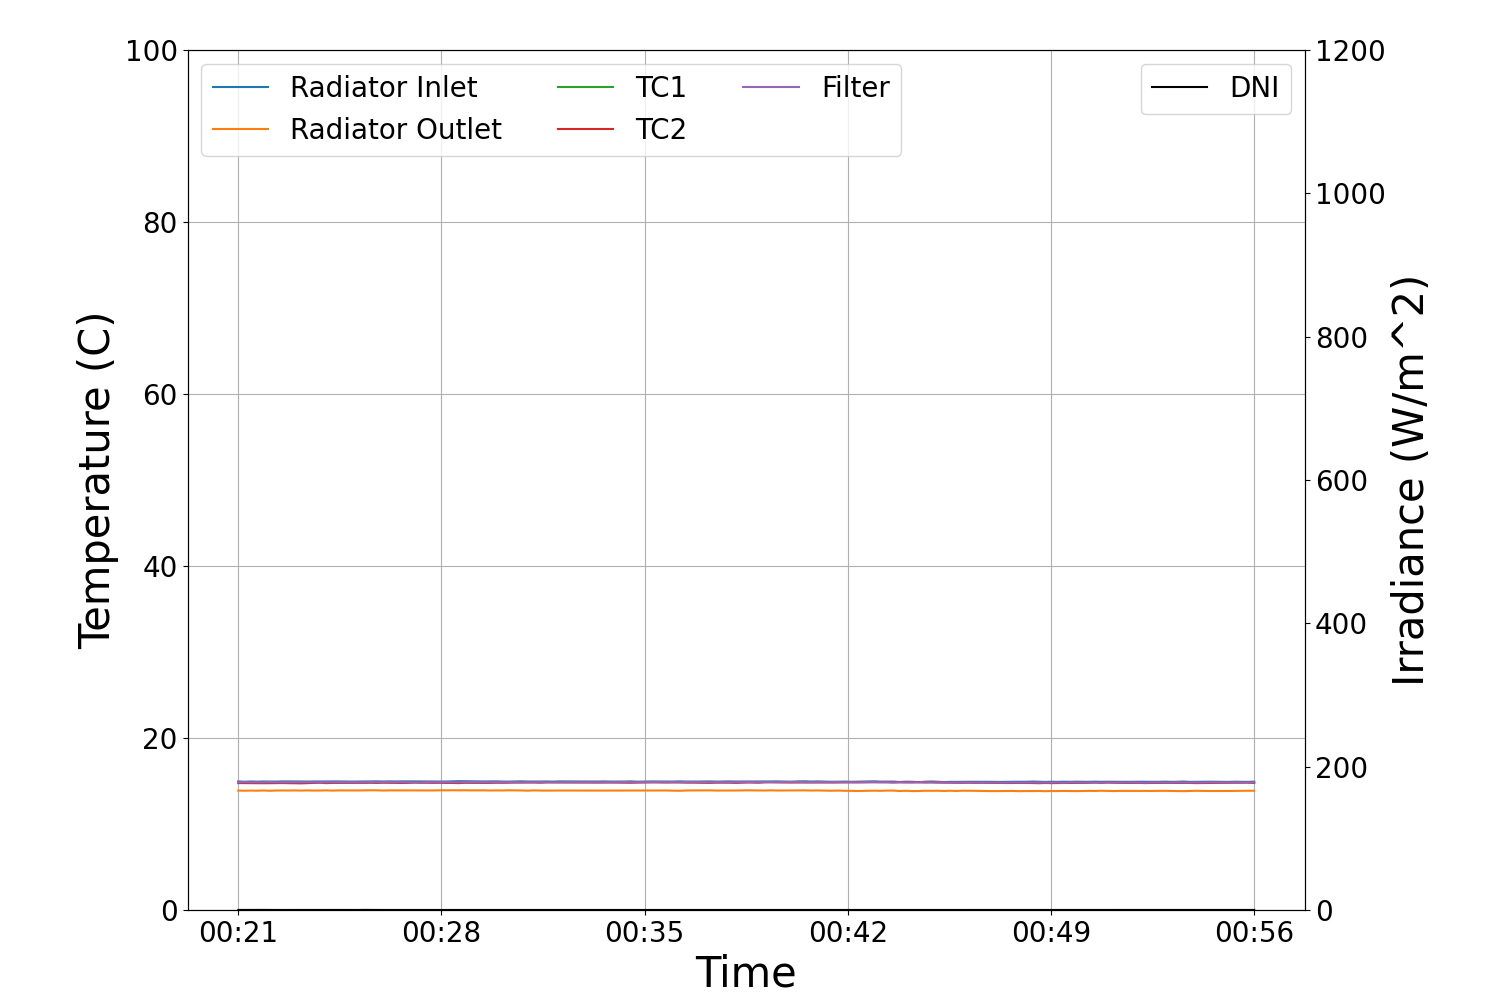 Radiator Inlet
Radiator Outlet
TC1
TC2
Filter
DNI
Temperature (C)
100
80
60
40
20
0
Irradiance (W/m^2)
1200
1000
800
600
400
200
0
00:21 00:28 00:35 00:42 00:49 00:56
Time